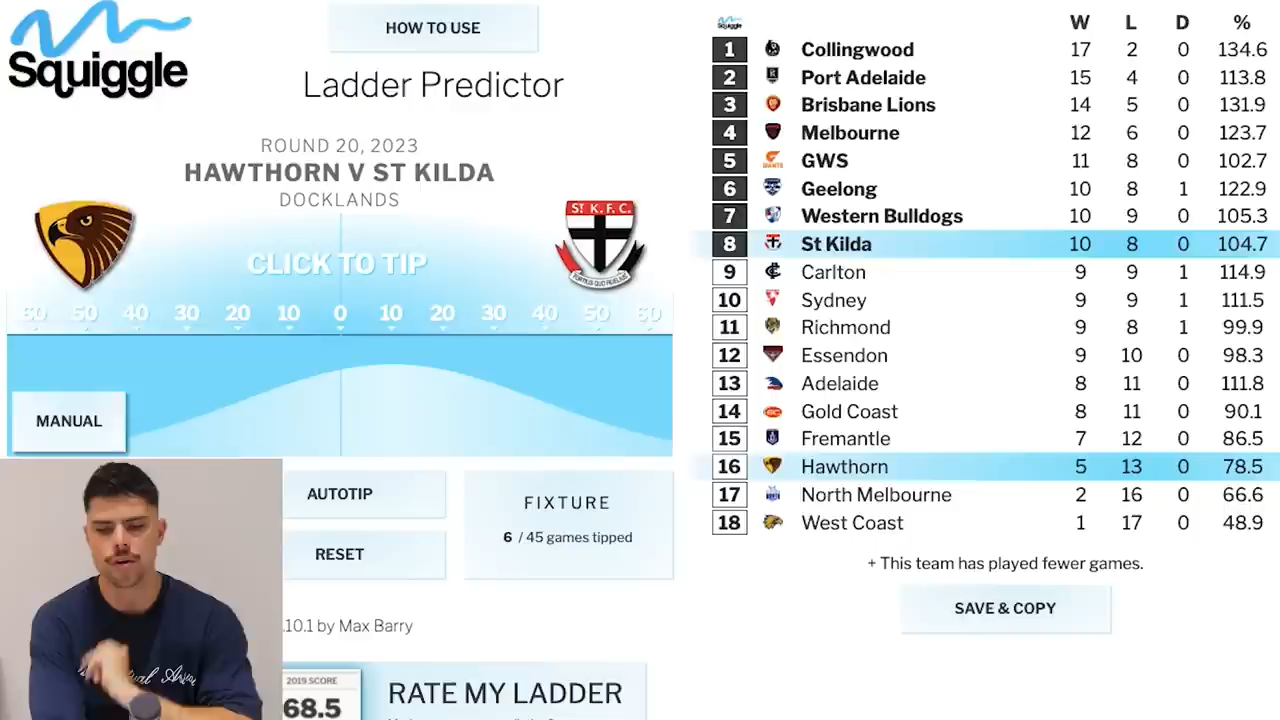 Squiggle
HOW TO USE
Ladder Predictor
ROUND 20, 2023
HAWTHORN V ST KILDA
DOCKLANDS
ST K.F.C.
CLICK TO TIP
60 50 40 30 20 10 0 10 20 30 40 50 60
MANUAL
AUTOTIP
RESET
FIXTURE
6 / 45 games tipped
.10.1 by Max Barry
2019 SCORE
68.5
RATE MY LADDER
Squiggle W L D %
1 Collingwood 17 2 0 134.6
2 Port Adelaide 15 4 0 113.8
3 Brisbane Lions 14 5 0 131.9
4 Melbourne 12 6 0 123.7
5 GWS 11 8 0 102.7
6 Geelong 10 8 1 122.9
7 Western Bulldogs 10 9 0 105.3
8 St Kilda 10 8 0 104.7
9 Carlton 9 9 1 114.9
10 Sydney 9 9 1 111.5
11 Richmond 9 8 1 99.9
12 Essendon 9 10 0 98.3
13 Adelaide 8 11 0 111.8
14 Gold Coast 8 11 0 90.1
15 Fremantle 7 12 0 86.5
16 Hawthorn 5 13 0 78.5
17 North Melbourne 2 16 0 66.6
18 West Coast 1 17 0 48.9
+ This team has played fewer games.
SAVE & COPY